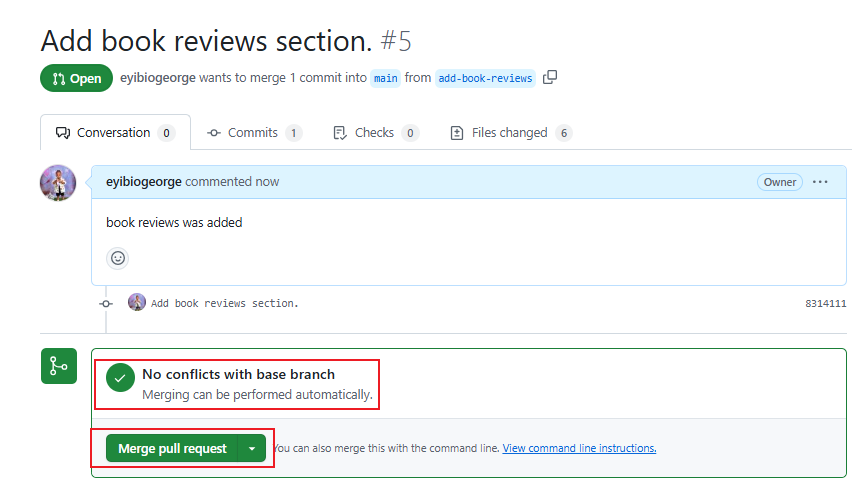 Add book reviews section. #5
Open eyibiogeorge wants to merge 1 commit into main from add-book-reviews
Conversation 0 Commits 1 Checks 0 Files changed 6
eyibiogeorge commented now Owner
book reviews was added
Add book reviews section. 8314111
No conflicts with base branch
Merging can be performed automatically.
Merge pull request You can also merge this with the command line. View command line instructions.